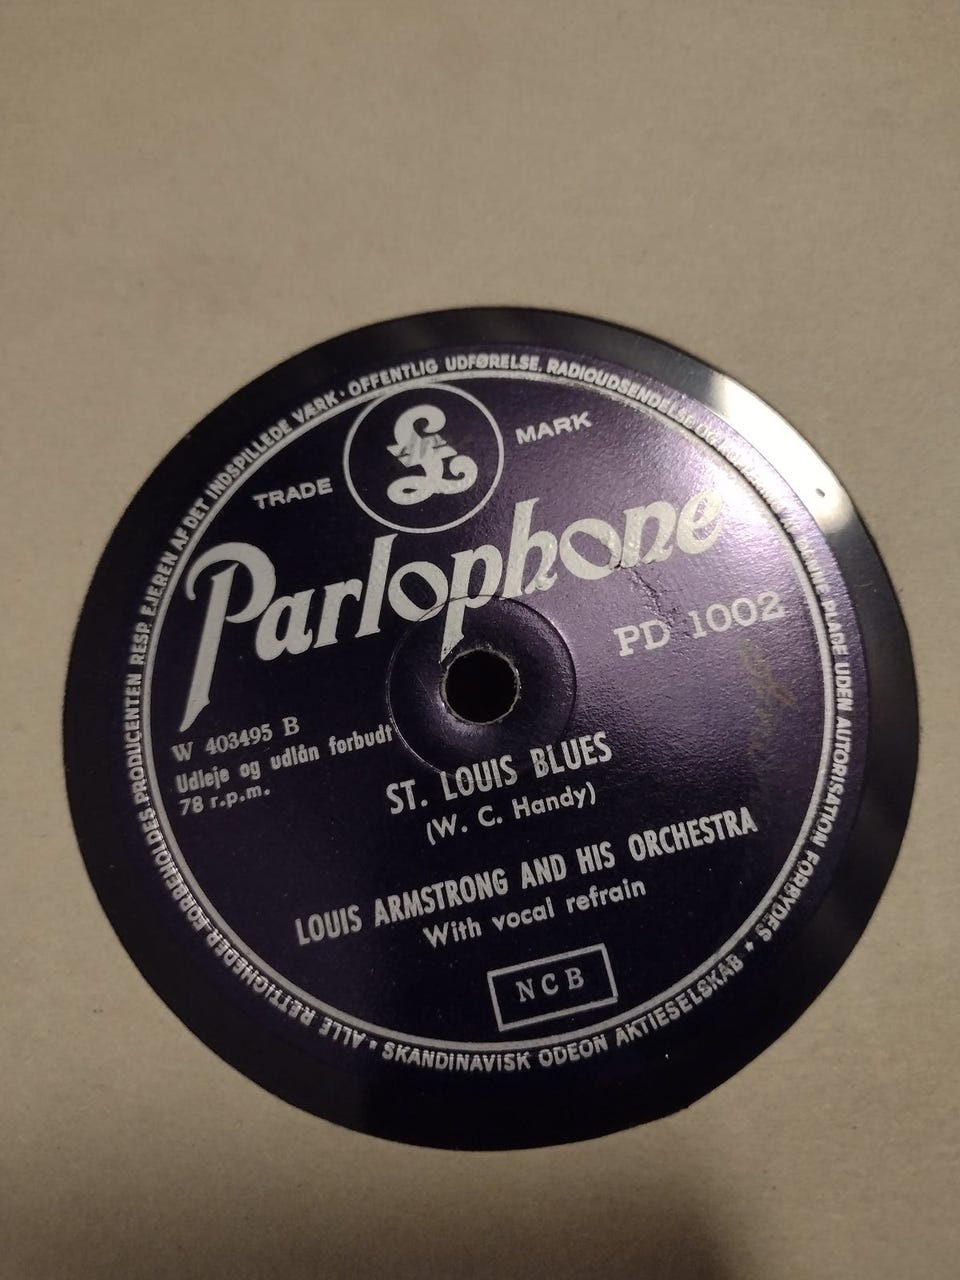 ALLE RETTIGHEDER FORBEHOLDES PRODUCENTEN RESP. EJEREN AF DET INDSPILLEDE VÆRK · OFFENTLIG UDFØRELSE, RADIOUDSENDELSE OG DENNE PLADE UDEN AUTORISATION FORBYDES * SKANDINAVISK ODEON AKTIESELSKAB *
TRADE MARK
£
Parlophone
PD 1002
W 403495 B
Udleje og udlån forbudt
78 r.p.m.
ST. LOUIS BLUES
(W. C. Handy)
LOUIS ARMSTRONG AND HIS ORCHESTRA
With vocal refrain
NCB